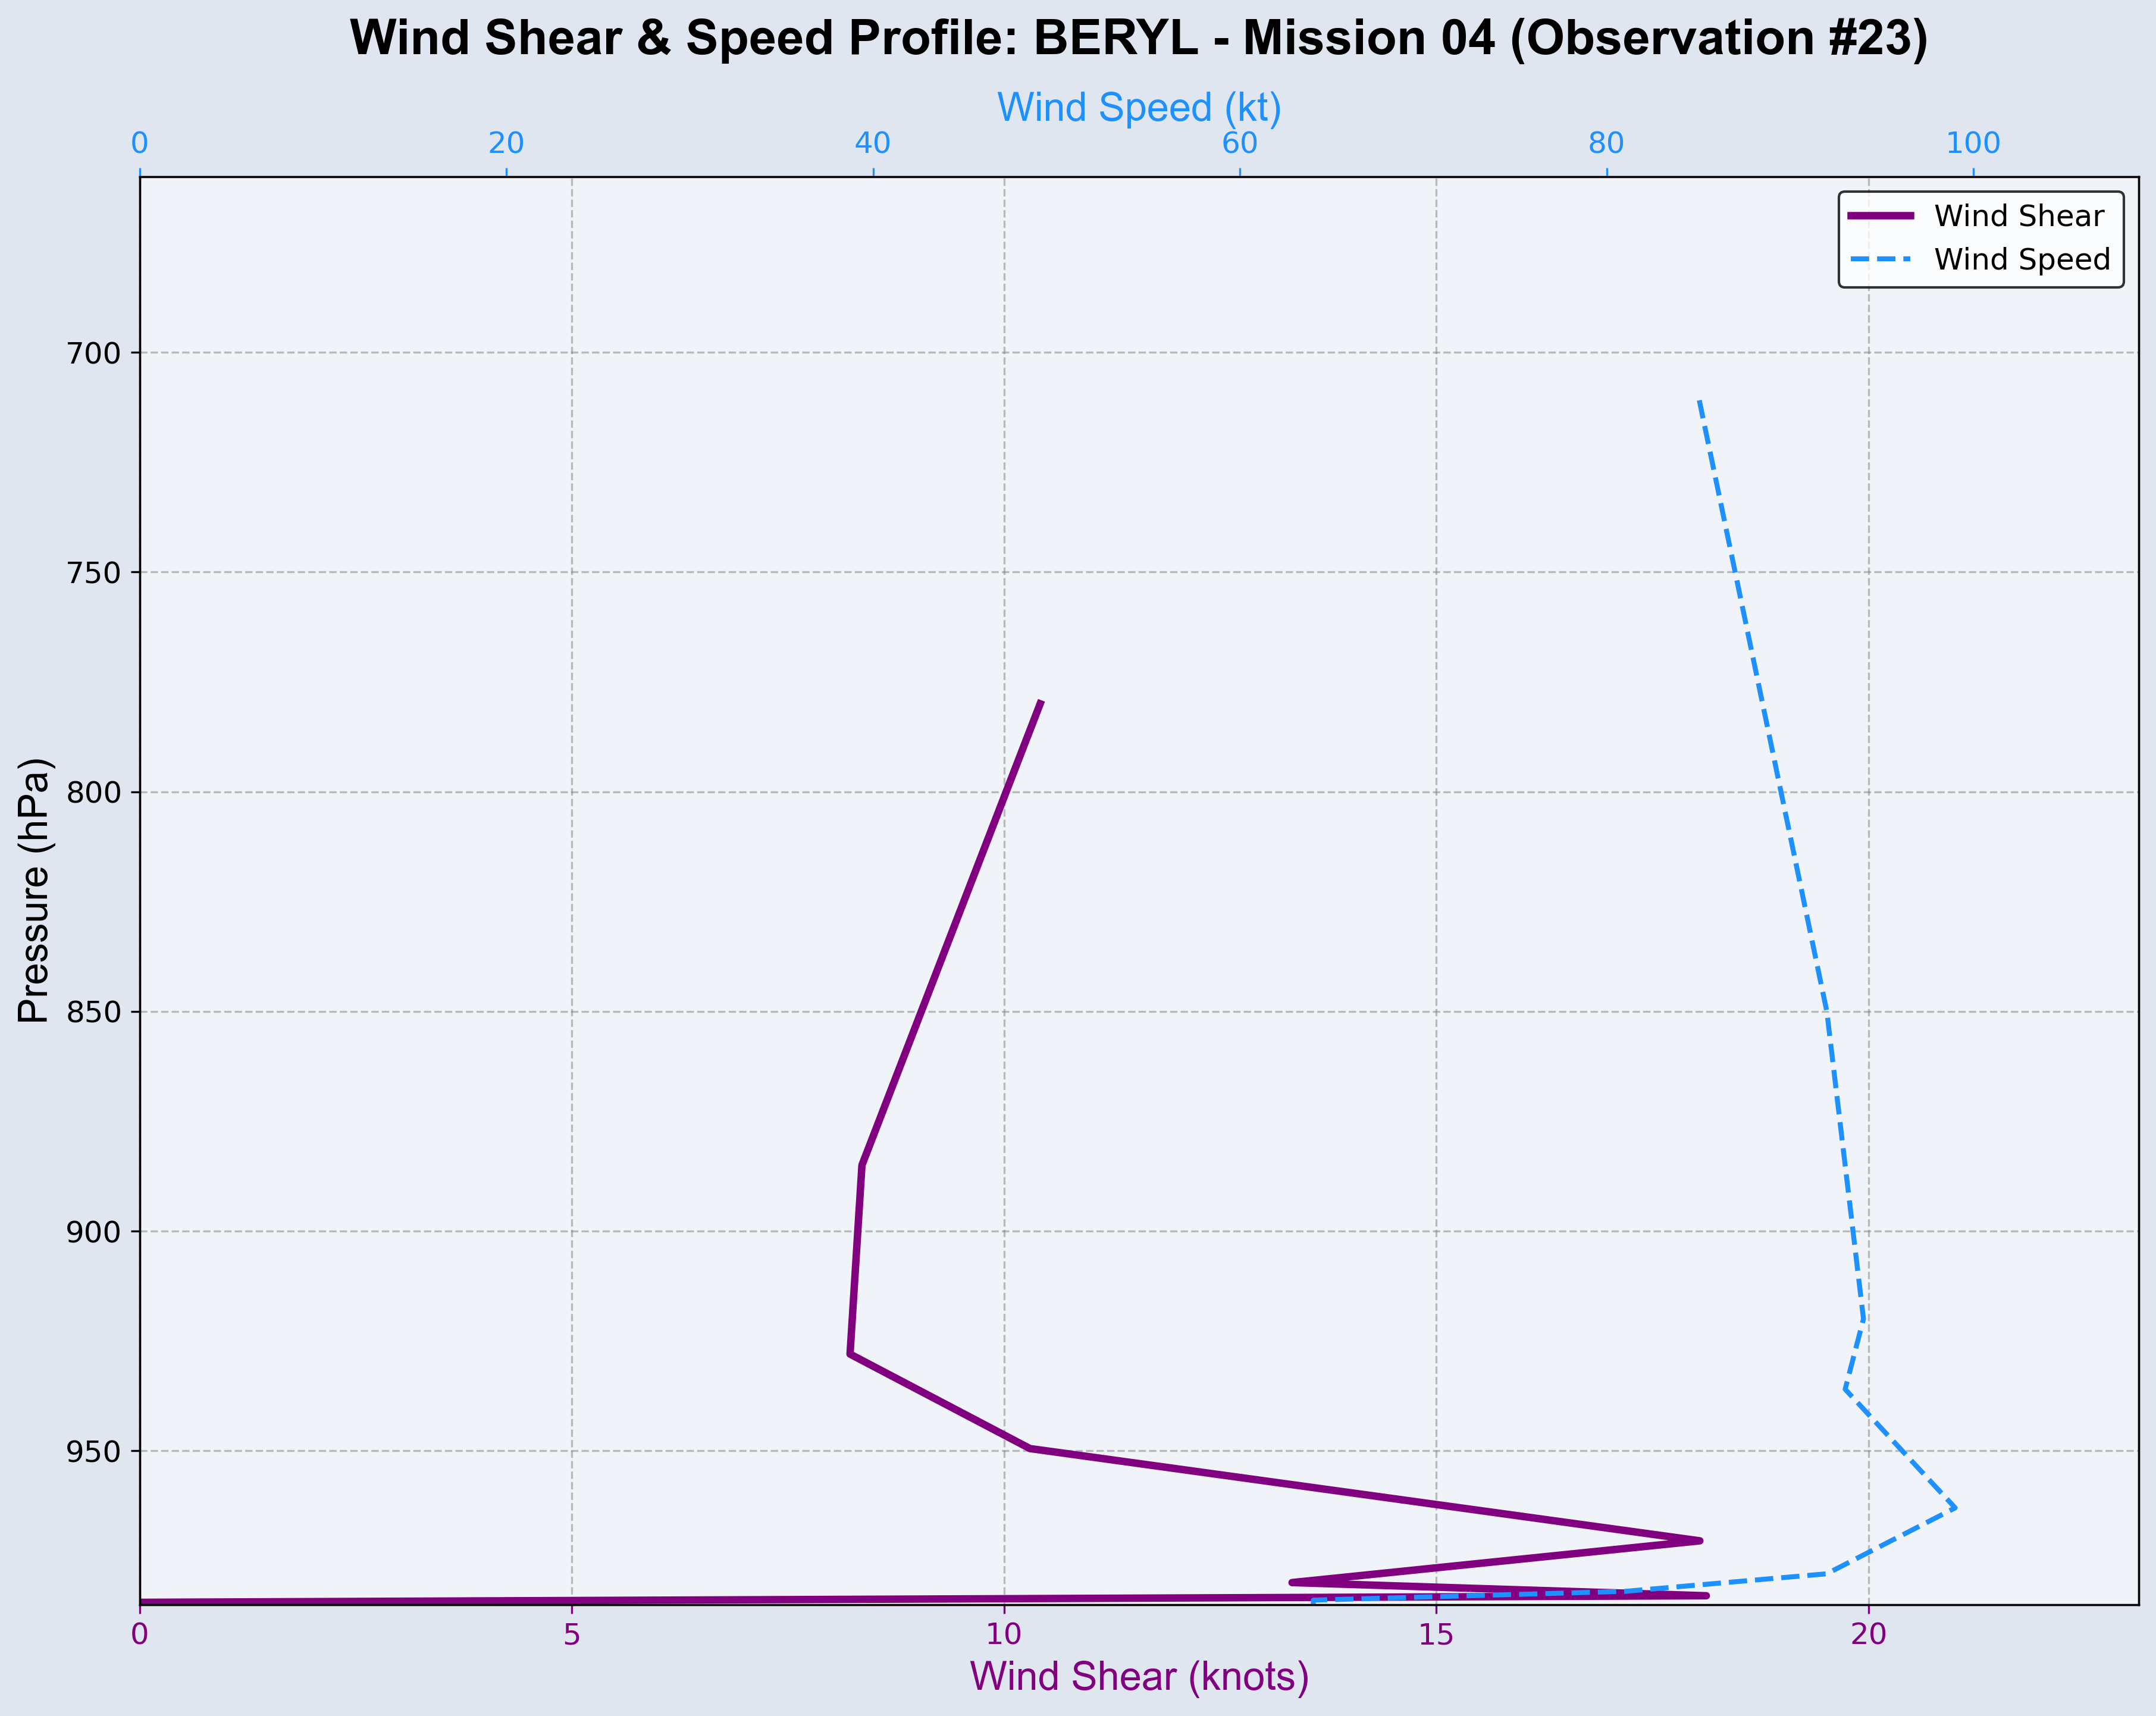 Wind Shear & Speed Profile: BERYL - Mission 04 (Observation #23)
Wind Speed (kt)
0 20 40 60 80 100
Wind Shear
Wind Speed
700
750
800
850
900
950
Pressure (hPa)
0 5 10 15 20
Wind Shear (knots)